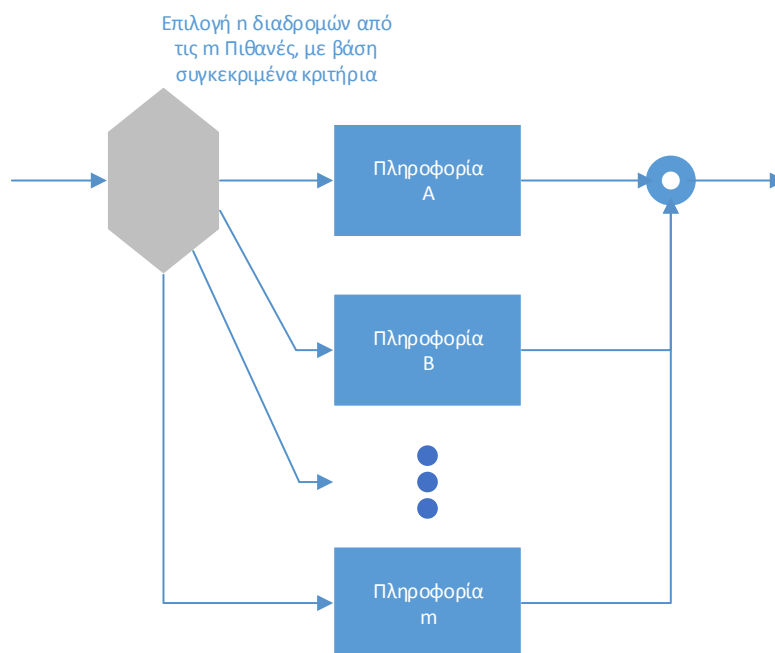 Επιλογή n διαδρομών από
τις m Πιθανές, με βάση
συγκεκριμένα κριτήρια
Πληροφορία
Α
Πληροφορία
Β
Πληροφορία
m